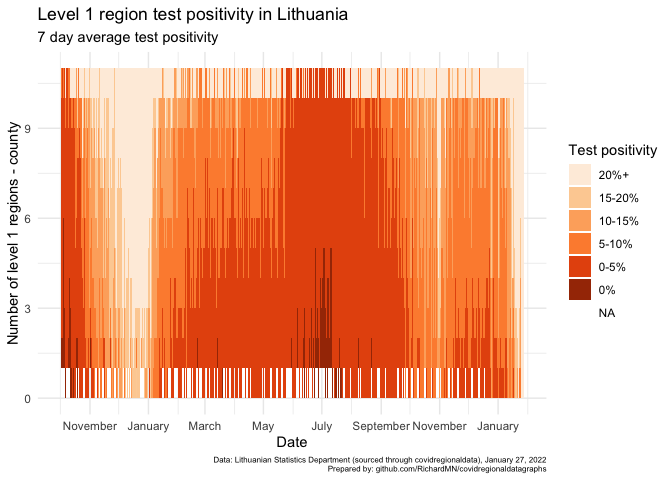 Level 1 region test positivity in Lithuania
7 day average test positivity
Number of level 1 regions - county
9
6
3
0
November January March May July September November January
Date
Test positivity
20%+
15-20%
10-15%
5-10%
0-5%
0%
NA
Data: Lithuanian Statistics Department (sourced through covidregionaldata), January 27, 2022
Prepared by: github.com/RichardMN/covidregionaldatagraphs